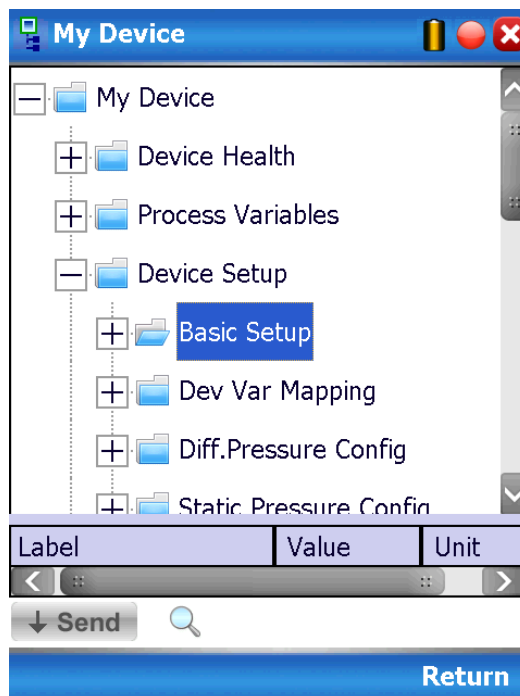 My Device
My Device
Device Health
Process Variables
Device Setup
Basic Setup
Dev Var Mapping
Diff.Pressure Config
Static Pressure Config
Label Value Unit
Send
Return